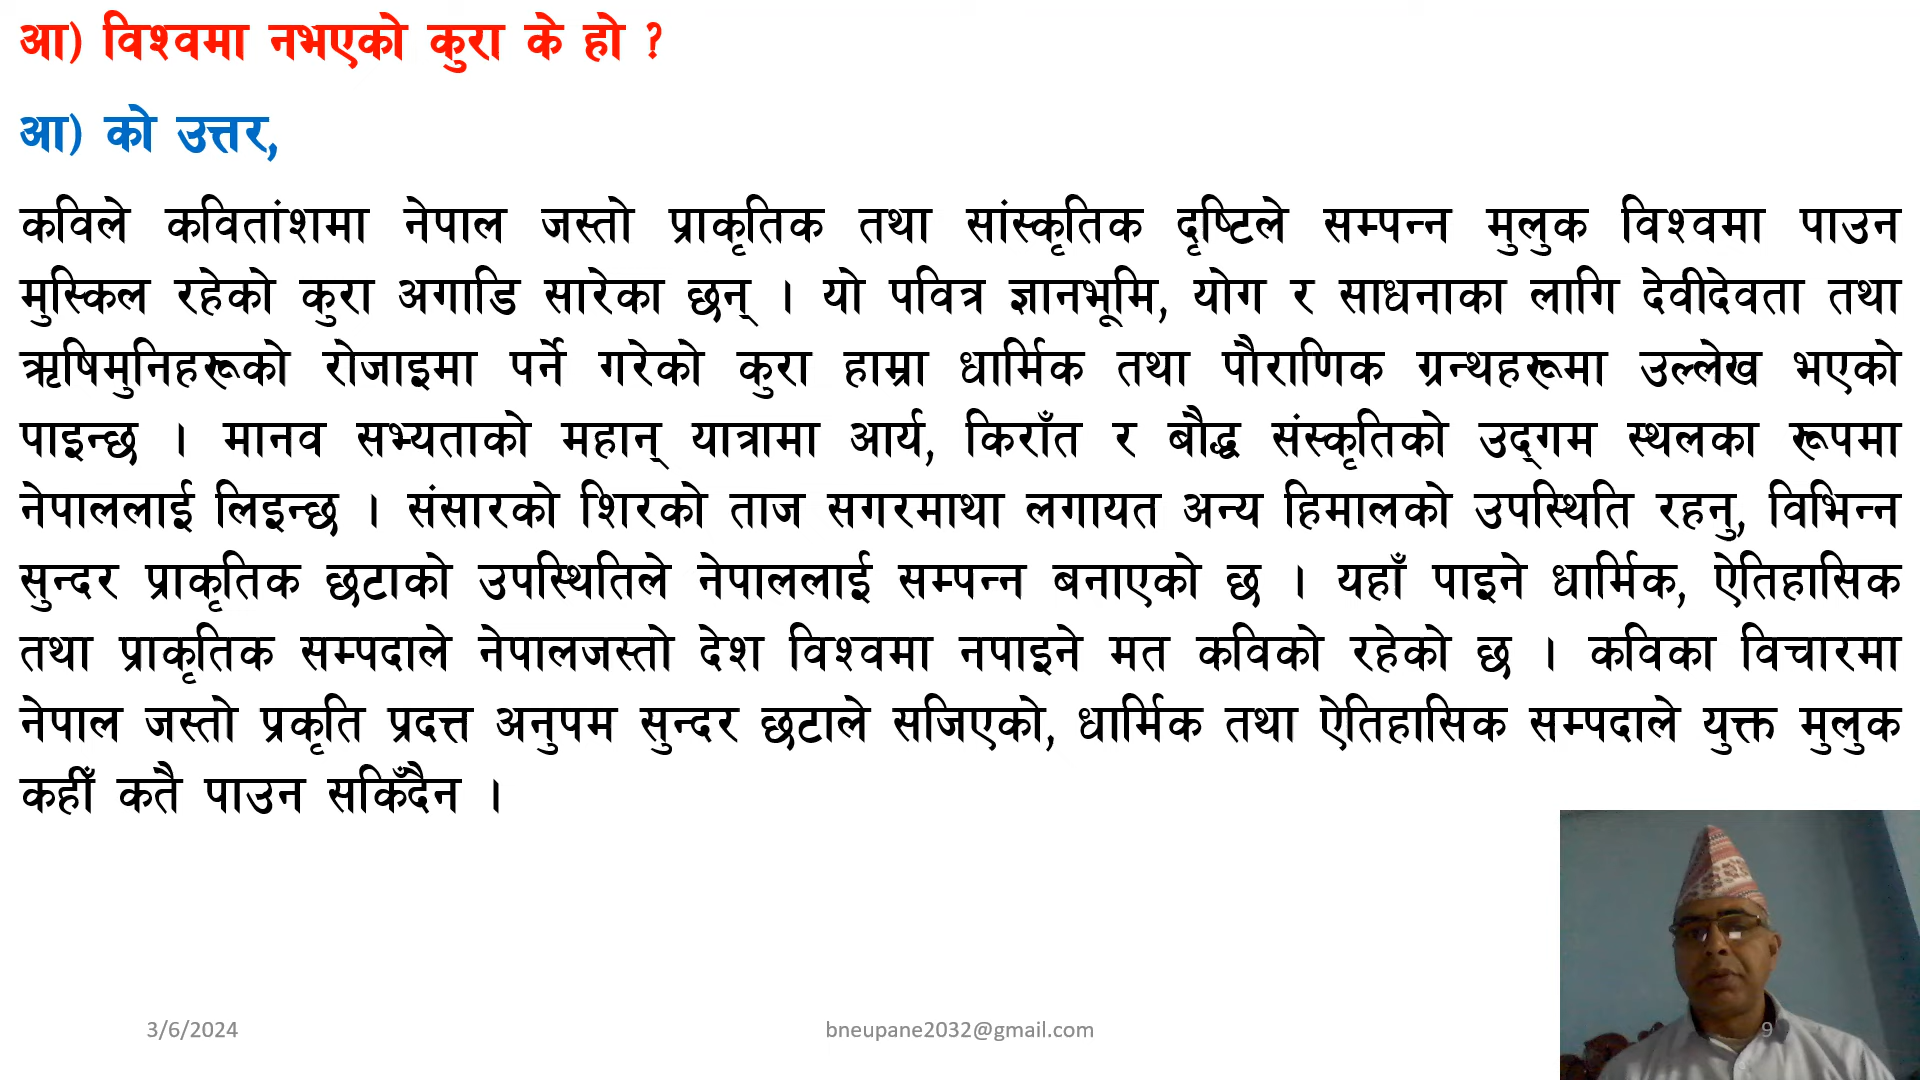 आ) विश्वमा नभएको कुरा के हो ?
आ) को उत्तर,
कविले कवितांशमा नेपाल जस्तो प्राकृतिक तथा सांस्कृतिक दृष्टिले सम्पन्न मुलुक विश्वमा पाउन
मुस्किल रहेको कुरा अगाडि सारेका छन् । यो पवित्र ज्ञानभूमि, योग र साधनाका लागि देवीदेवता तथा
ऋषिमुनिहरूको रोजाइमा पर्ने गरेको कुरा हाम्रा धार्मिक तथा पौराणिक ग्रन्थहरूमा उल्लेख भएको
पाइन्छ । मानव सभ्यताको महान् यात्रामा आर्य, किराँत र बौद्ध संस्कृतिको उद्‌गम स्थलका रूपमा
नेपाललाई लिइन्छ । संसारको शिरको ताज सगरमाथा लगायत अन्य हिमालको उपस्थिति रहनु, विभिन्न
सुन्दर प्राकृतिक छटाको उपस्थितिले नेपाललाई सम्पन्न बनाएको छ । यहाँ पाइने धार्मिक, ऐतिहासिक
तथा प्राकृतिक सम्पदाले नेपालजस्तो देश विश्वमा नपाइने मत कविको रहेको छ । कविका विचारमा
नेपाल जस्तो प्रकृति प्रदत्त अनुपम सुन्दर छटाले सजिएको, धार्मिक तथा ऐतिहासिक सम्पदाले युक्त मुलुक
कहीँ कतै पाउन सकिँदैन ।
3/6/2024
bneupane2032@gmail.com
9